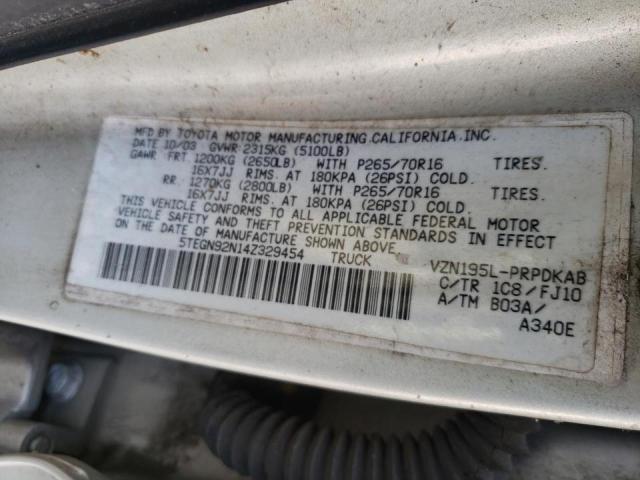 MFD BY TOYOTA MOTOR MANUFACTURING, CALIFORNIA, INC.
DATE 10/03 GVWR 2315KG (5100LB)
GAWR FRT. 1200KG (2650LB) WITH P265/70R16 TIRES.
16X7JJ RIMS. AT 180KPA (26PSI) COLD.
RR. 1270KG (2800LB) WITH P265/70R16 TIRES.
16X7JJ RIMS. AT 180KPA (26PSI) COLD.
THIS VEHICLE CONFORMS TO ALL APPLICABLE FEDERAL MOTOR
VEHICLE SAFETY AND THEFT PREVENTION STANDARDS IN EFFECT
ON THE DATE OF MANUFACTURE SHOWN ABOVE.
5TEGN92N14Z329454 TRUCK VZN195L-PRPDKAB
C/TR 1C8/FJ10
A/TM B03A/
A340E